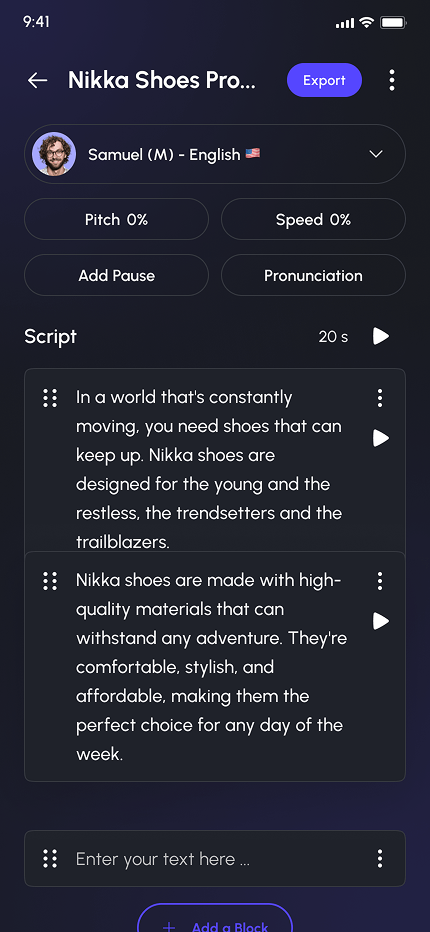 9:41
Nikka Shoes Pro...
Export
Samuel (M) - English
Pitch 0%
Speed 0%
Add Pause
Pronunciation
Script
20 s
In a world that's constantly
moving, you need shoes that can
keep up. Nikka shoes are
designed for the young and the
restless, the trendsetters and the
trailblazers.
Nikka shoes are made with high-
quality materials that can
withstand any adventure. They're
comfortable, stylish, and
affordable, making them the
perfect choice for any day of the
week.
Enter your text here ...
+ Add a Block